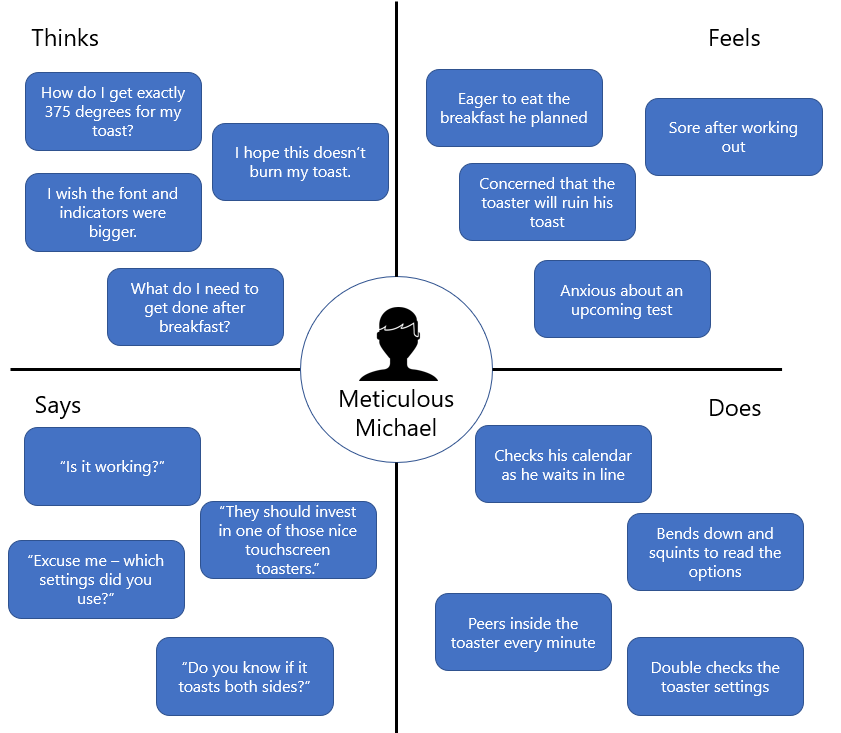 Thinks
How do I get exactly
375 degrees for my
toast?
I hope this doesn’t
burn my toast.
I wish the font and
indicators were
bigger.
What do I need to
get done after
breakfast?
Feels
Eager to eat the
breakfast he planned
Sore after working
out
Concerned that the
toaster will ruin his
toast
Anxious about an
upcoming test
Meticulous
Michael
Says
“Is it working?”
“They should invest
in one of those nice
touchscreen
toasters.”
“Excuse me – which
settings did you
use?”
“Do you know if it
toasts both sides?”
Does
Checks his calendar
as he waits in line
Bends down and
squints to read the
options
Peers inside the
toaster every minute
Double checks the
toaster settings